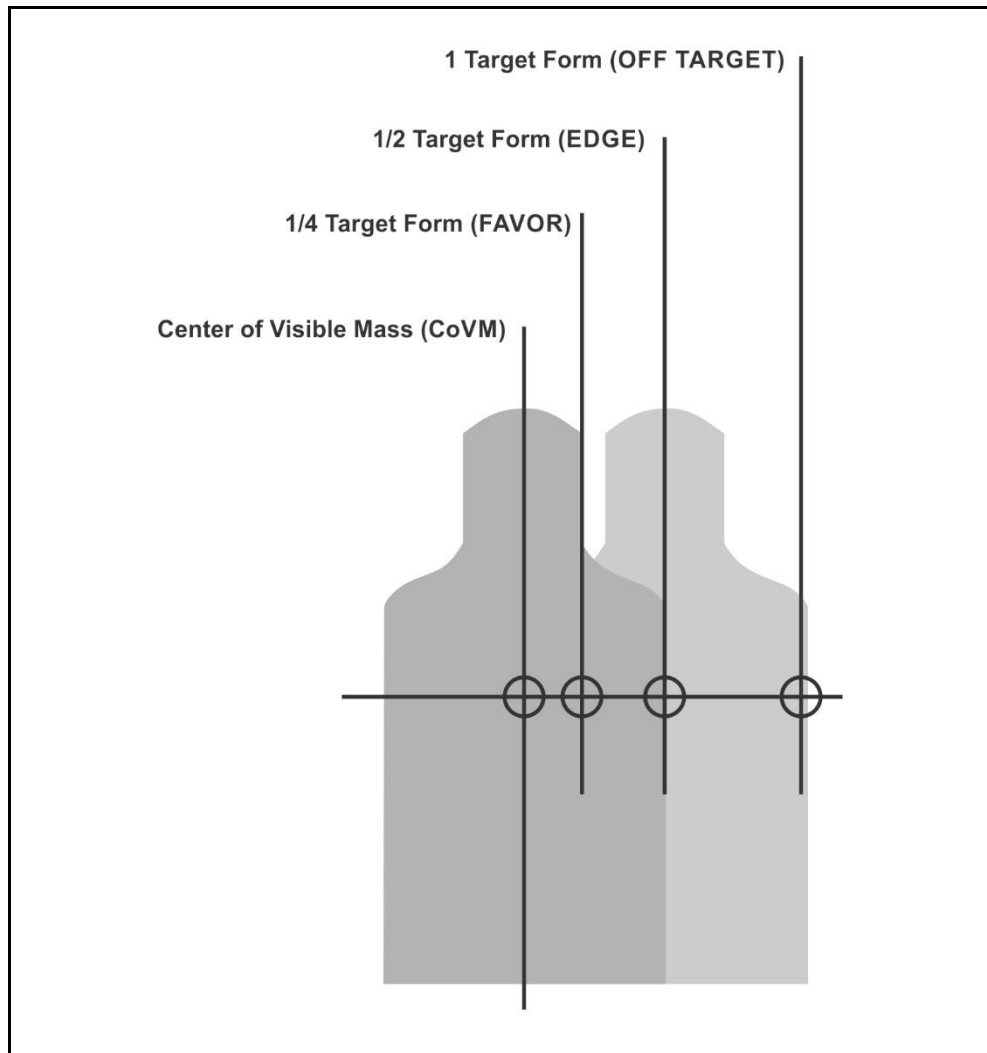 1 Target Form (OFF TARGET)
1/2 Target Form (EDGE)
1/4 Target Form (FAVOR)
Center of Visible Mass (CoVM)